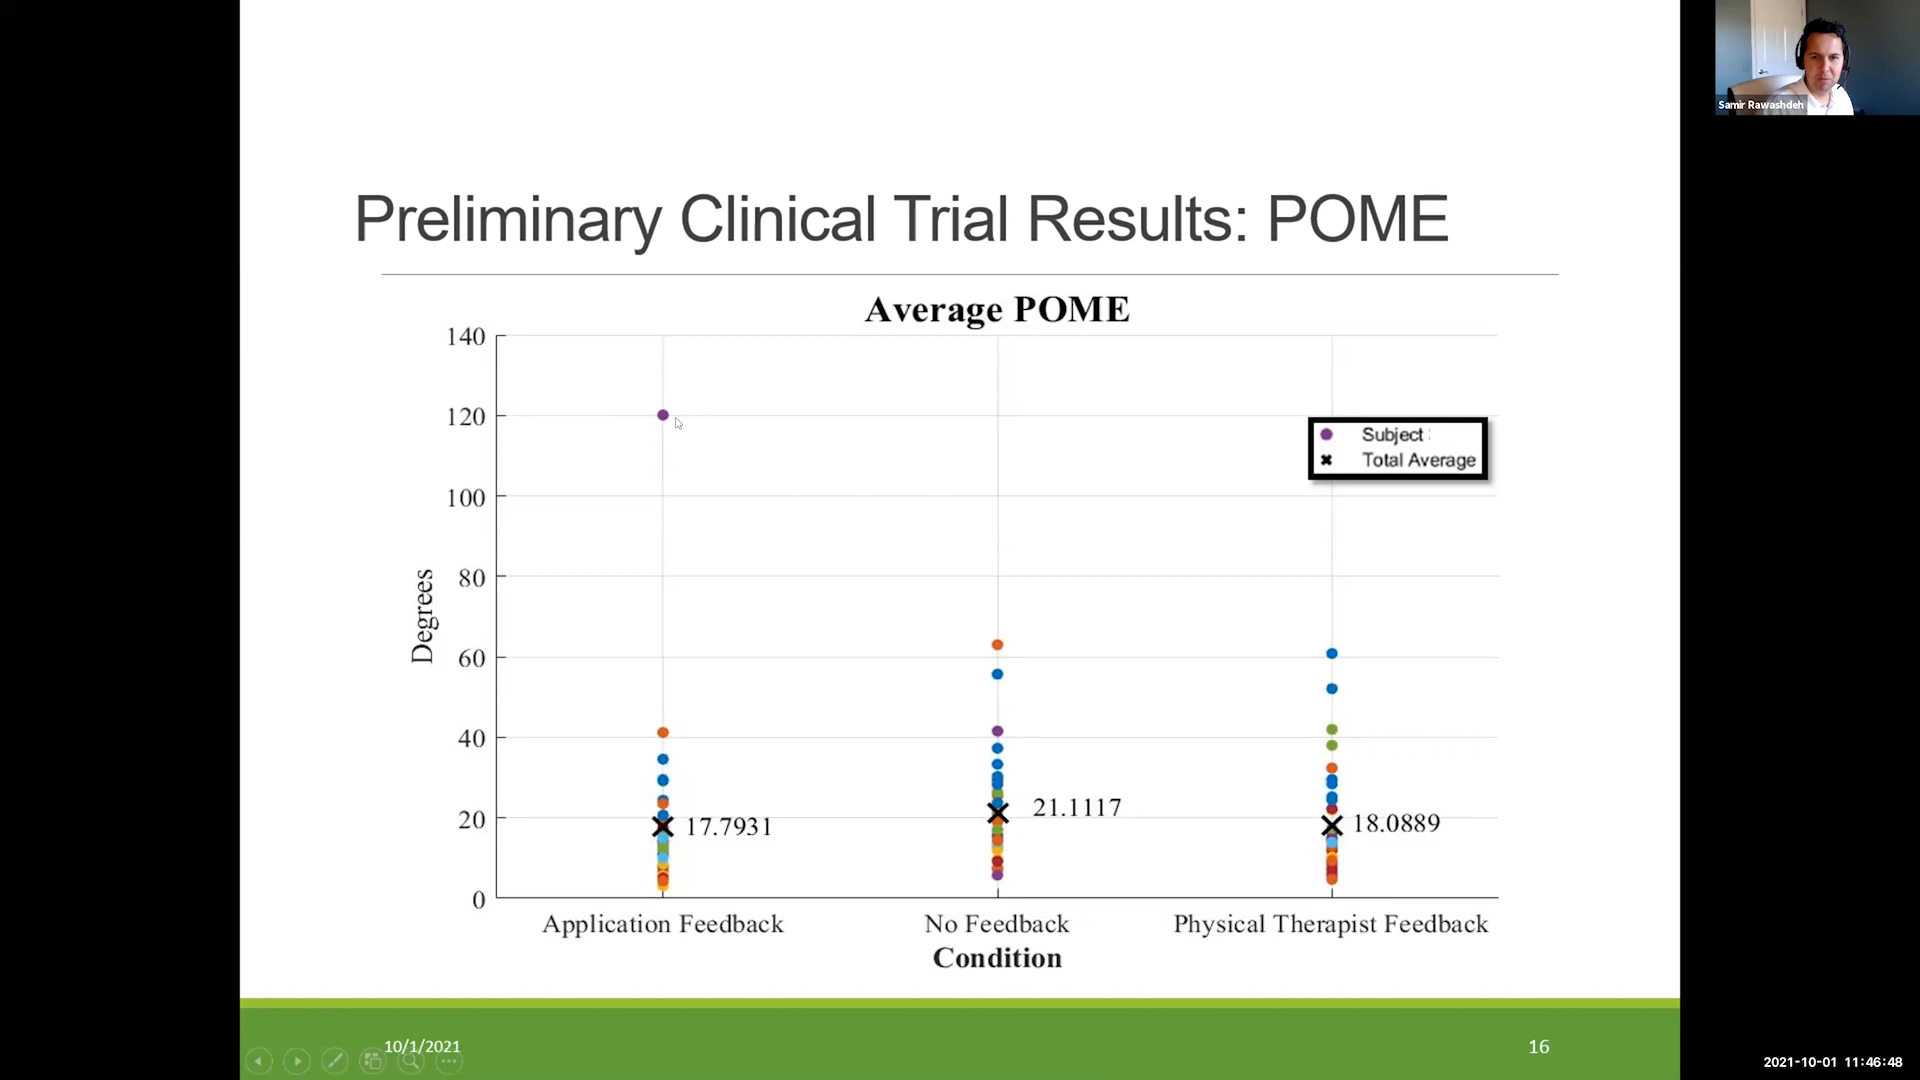 Samir Rawashdeh
Preliminary Clinical Trial Results: POME
Average POME
140
120
100
80
60
40
20
0
Degrees
Subject
Total Average
17.7931
21.1117
18.0889
Application Feedback
No Feedback
Physical Therapist Feedback
Condition
10/1/2021
16
2021-10-01 11:46:48